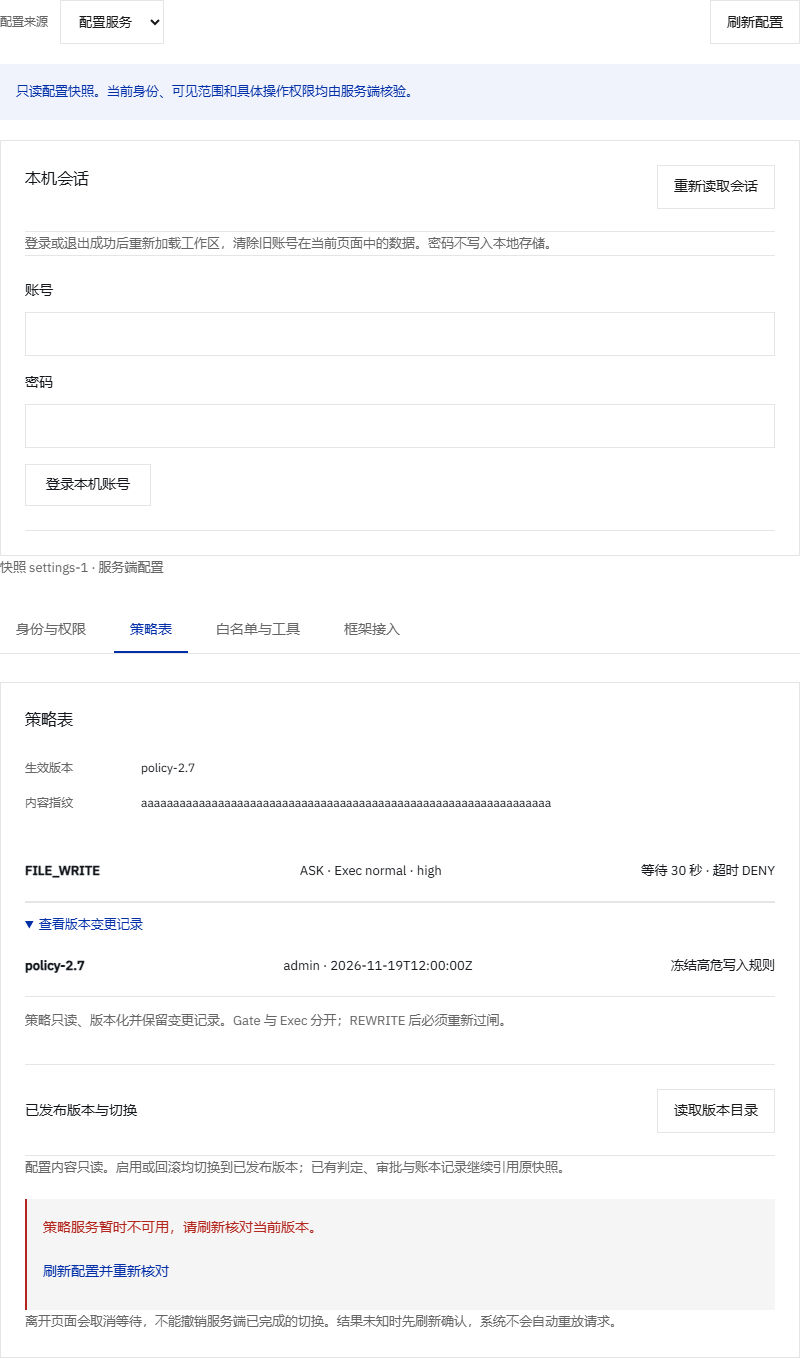 配置来源
配置服务
刷新配置
只读配置快照。当前身份、可见范围和具体操作权限均由服务端核验。
本机会话
重新读取会话
登录或退出成功后重新加载工作区，清除旧账号在当前页面中的数据。密码不写入本地存储。
账号
密码
登录本机账号
快照 settings-1 · 服务端配置
身份与权限 策略表 白名单与工具 框架接入
策略表
生效版本 policy-2.7
内容指纹 aaaaaaaaaaaaaaaaaaaaaaaaaaaaaaaaaaaaaaaaaaaaaaaaaaaaaaaaaaaaaaaa
FILE_WRITE ASK · Exec normal · high 等待 30 秒 · 超时 DENY
▼ 查看版本变更记录
policy-2.7 admin · 2026-11-19T12:00:00Z 冻结高危写入规则
策略只读、版本化并保留变更记录。Gate 与 Exec 分开；REWRITE 后必须重新过闸。
已发布版本与切换
读取版本目录
配置内容只读。启用或回滚均切换到已发布版本；已有判定、审批与账本记录继续引用原快照。
策略服务暂时不可用，请刷新核对当前版本。
刷新配置并重新核对
离开页面会取消等待，不能撤销服务端已完成的切换。结果未知时先刷新确认，系统不会自动重放请求。